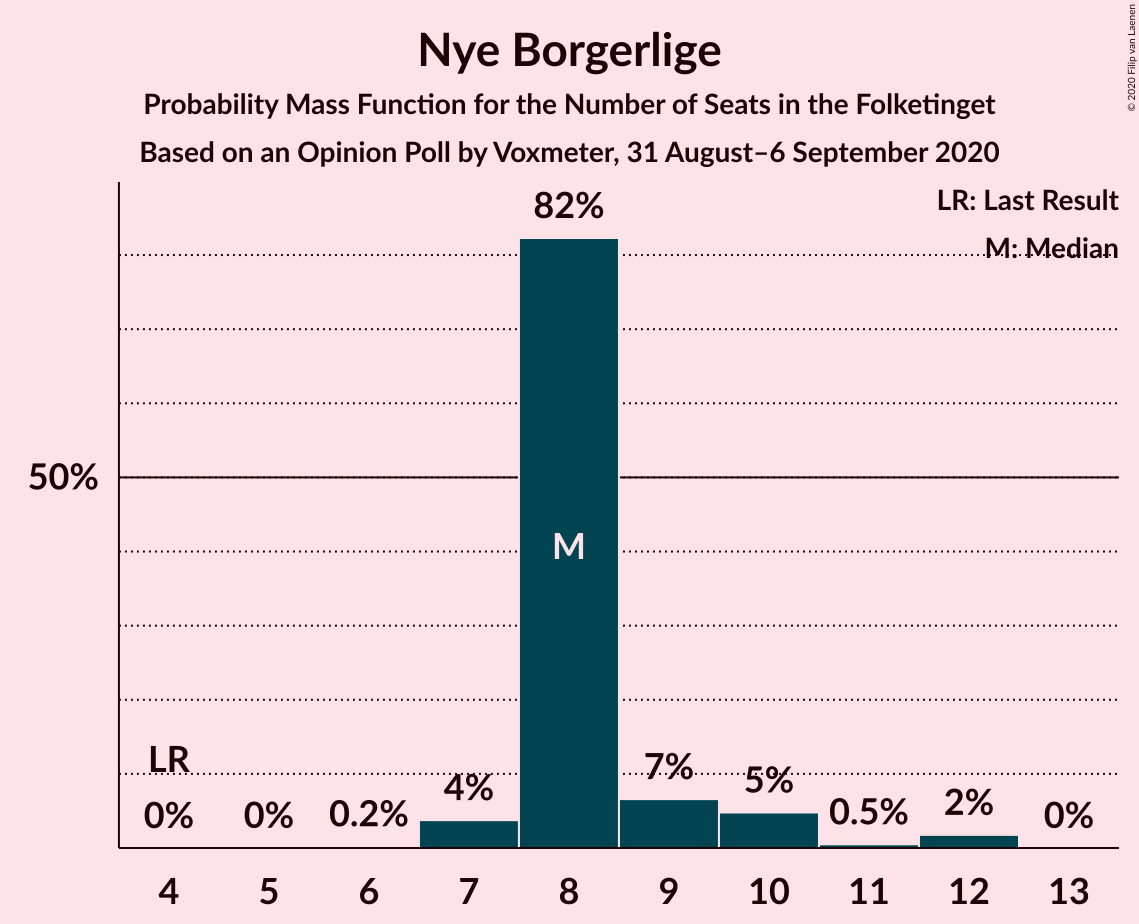 Nye Borgerlige
Probability Mass Function for the Number of Seats in the Folketinget
Based on an Opinion Poll by Voxmeter, 31 August–6 September 2020
© 2020 Filip van Laenen
LR: Last Result
M: Median
82%
50%
M
LR
0%
0%
0.2%
4%
7%
5%
0.5%
2%
0%
4 5 6 7 8 9 10 11 12 13